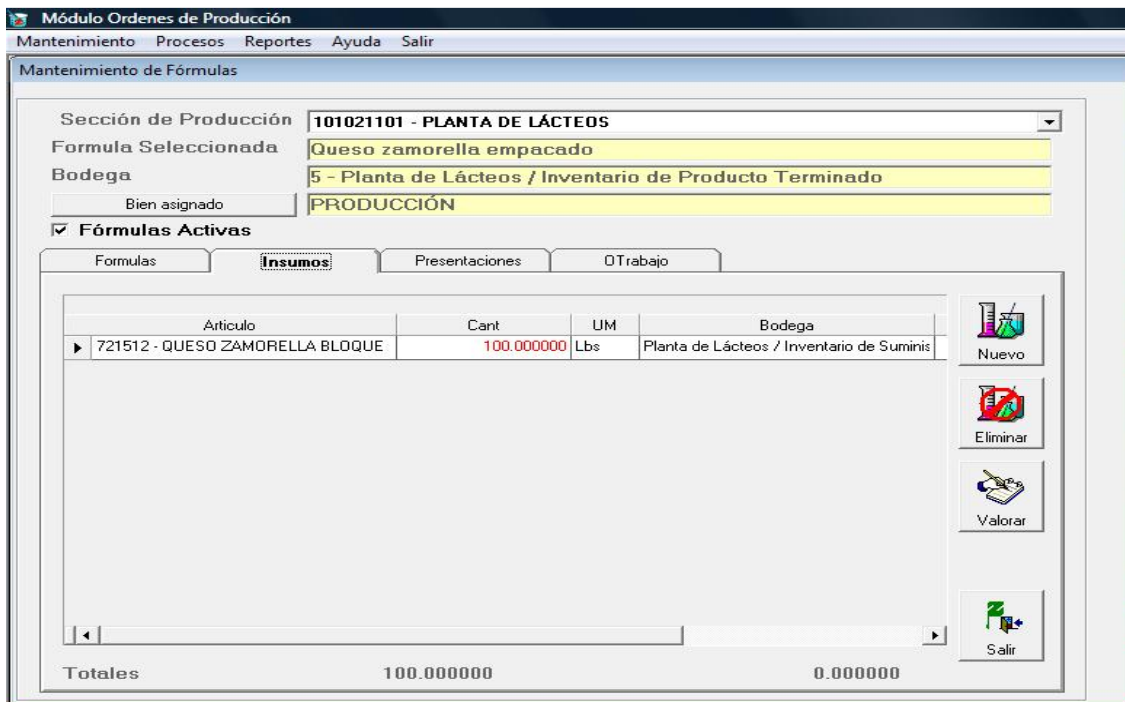 Módulo Ordenes de Producción
Mantenimiento Procesos Reportes Ayuda Salir
Mantenimiento de Fórmulas
Sección de Producción 101021101 - PLANTA DE LÁCTEOS
Formula Seleccionada Queso zamorella empacado
Bodega 5 - Planta de Lácteos / Inventario de Producto Terminado
Bien asignado PRODUCCIÓN
Fórmulas Activas
Formulas Insumos Presentaciones OTrabajo
Articulo Cant UM Bodega
721512 - QUESO ZAMORELLA BLOQUE 100.000000 Lbs Planta de Lácteos / Inventario de Suminis
Nuevo
Eliminar
Valorar
Salir
Totales 100.000000 0.000000